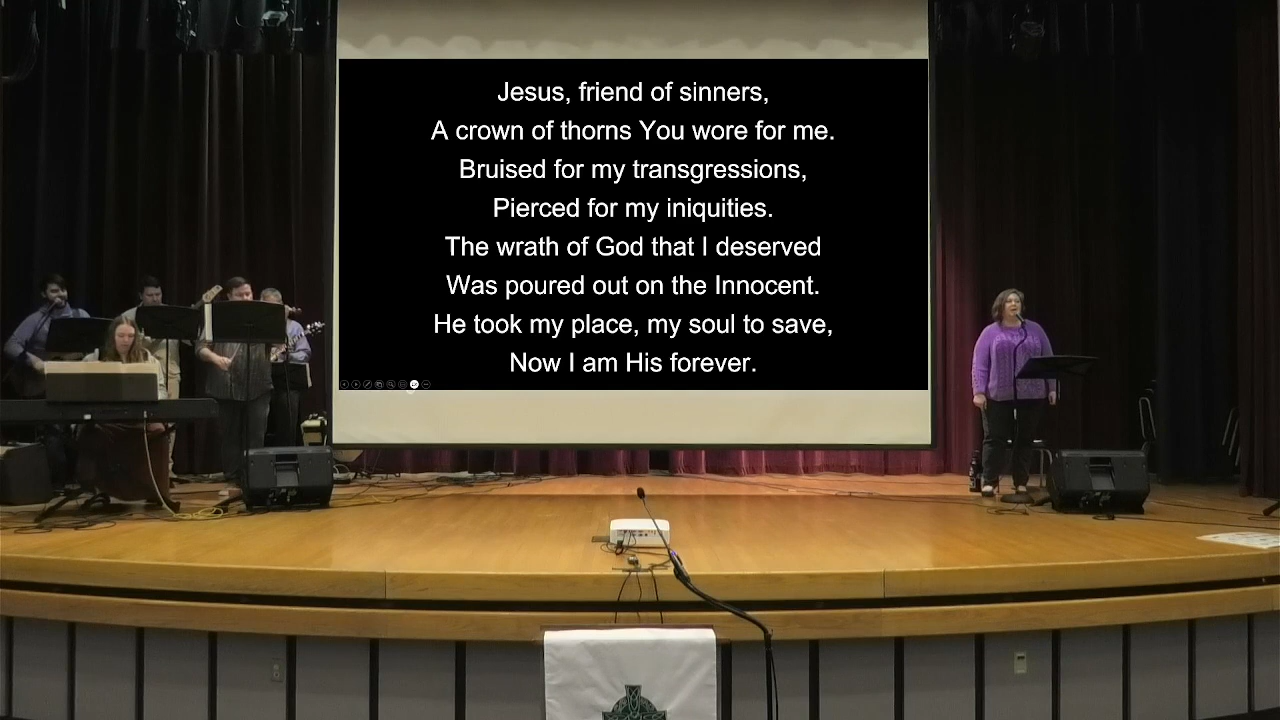 Jesus, friend of sinners,
A crown of thorns You wore for me.
Bruised for my transgressions,
Pierced for my iniquities.
The wrath of God that I deserved
Was poured out on the Innocent.
He took my place, my soul to save,
Now I am His forever.